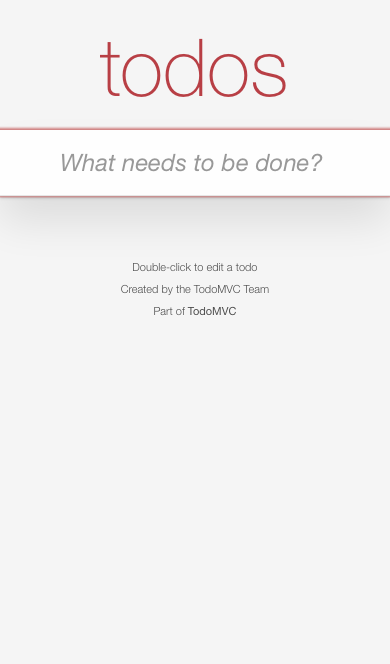 todos
What needs to be done?
Double-click to edit a todo
Created by the TodoMVC Team
Part of TodoMVC